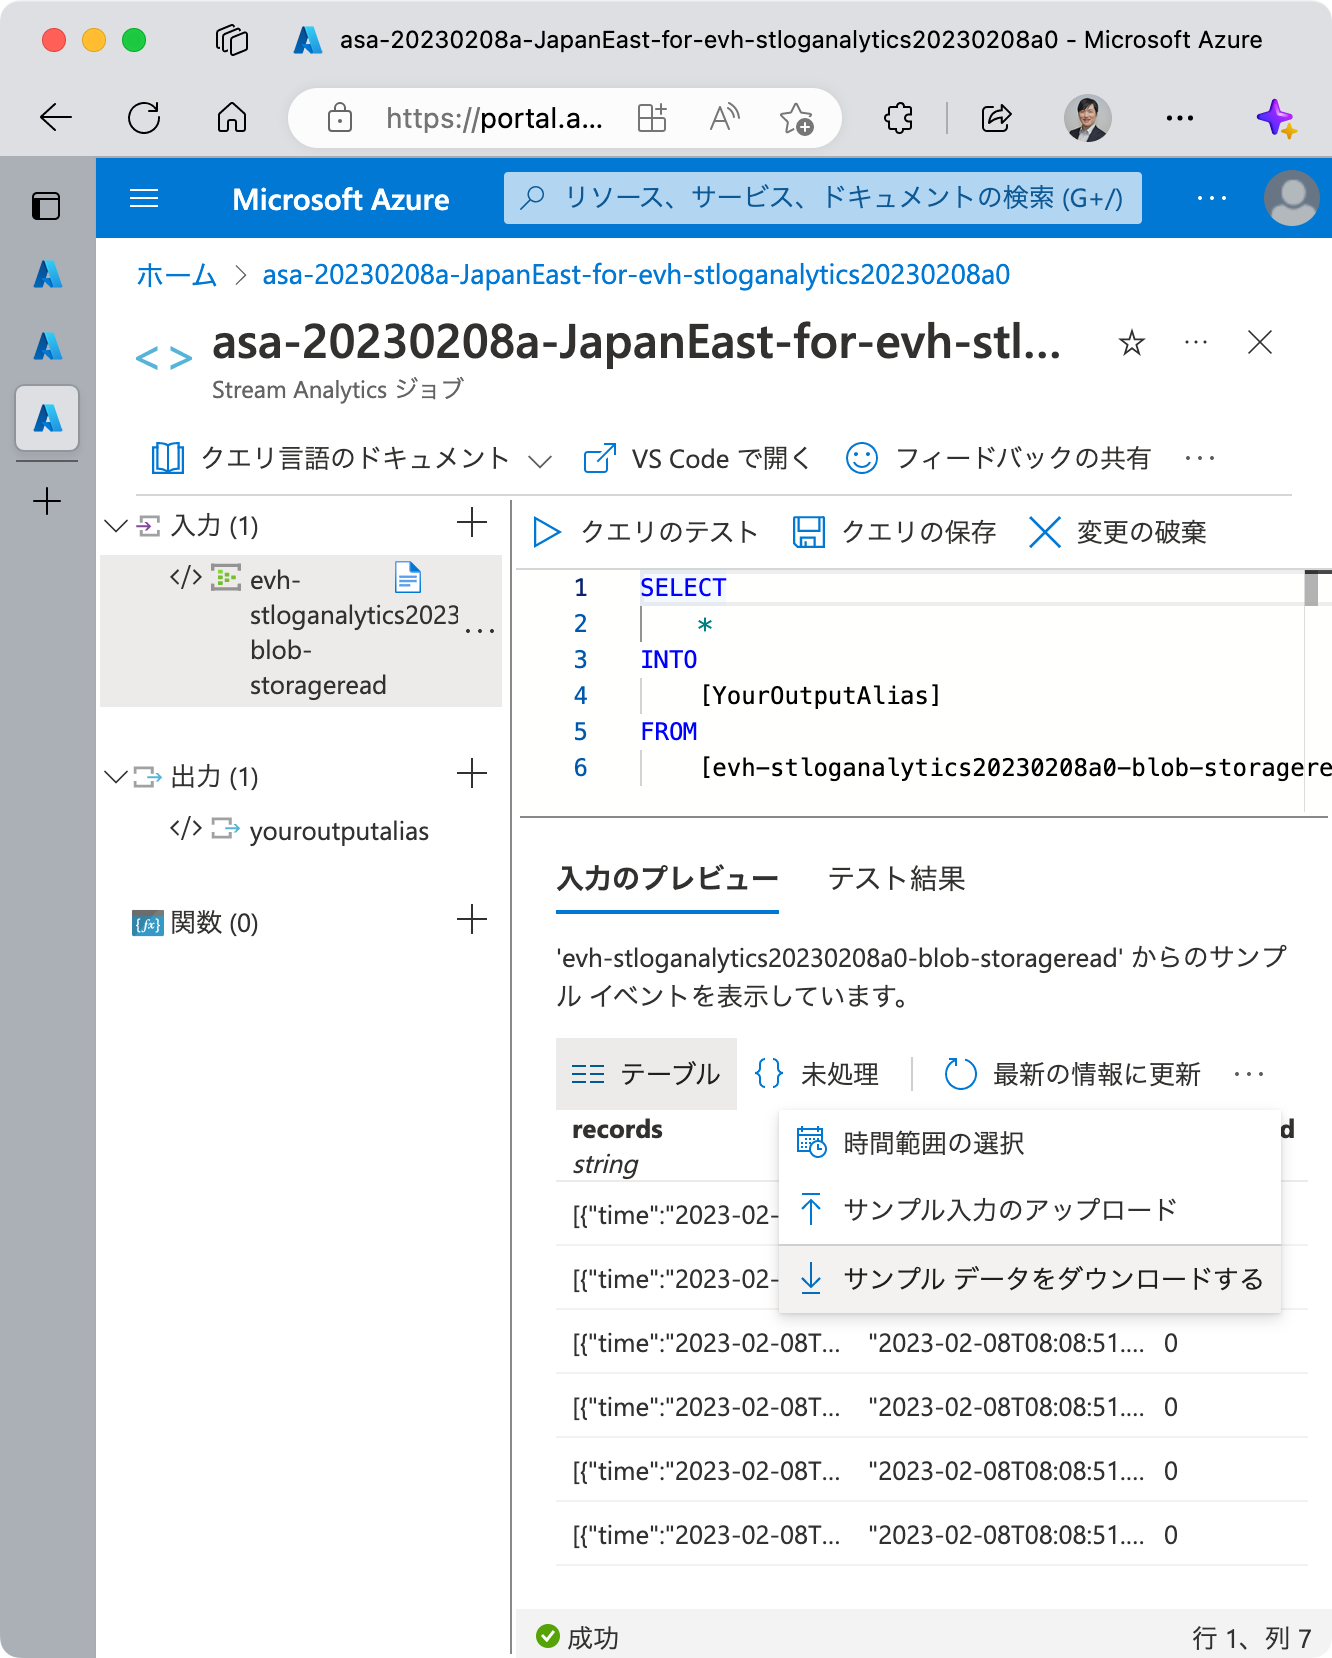 asa-20230208a-JapanEast-for-evh-stloganalytics20230208a0 - Microsoft Azure
https://portal.a...
Microsoft Azure
リソース、サービス、ドキュメントの検索 (G+/)
ホーム > asa-20230208a-JapanEast-for-evh-stloganalytics20230208a0
asa-20230208a-JapanEast-for-evh-stl...
Stream Analytics ジョブ
クエリ言語のドキュメント
VS Code で開く
フィードバックの共有
入力 (1)
evh-
stloganalytics2023
blob-
storageread
出力 (1)
youroutputalias
関数 (0)
クエリのテスト
クエリの保存
変更の破棄
1 SELECT
2 *
3 INTO
4 [YourOutputAlias]
5 FROM
6 [evh-stloganalytics20230208a0-blob-storagere
入力のプレビュー
テスト結果
'evh-stloganalytics20230208a0-blob-storageread' からのサンプ
ル イベントを表示しています。
テーブル
{} 未処理
最新の情報に更新
records
d
string
時間範囲の選択
サンプル入力のアップロード
サンプル データをダウンロードする
[{"time":"2023-02-
[{"time":"2023-02-
[{"time":"2023-02-08T... "2023-02-08T08:08:51.... 0
[{"time":"2023-02-08T... "2023-02-08T08:08:51.... 0
[{"time":"2023-02-08T... "2023-02-08T08:08:51.... 0
[{"time":"2023-02-08T... "2023-02-08T08:08:51.... 0
成功
行 1、列 7